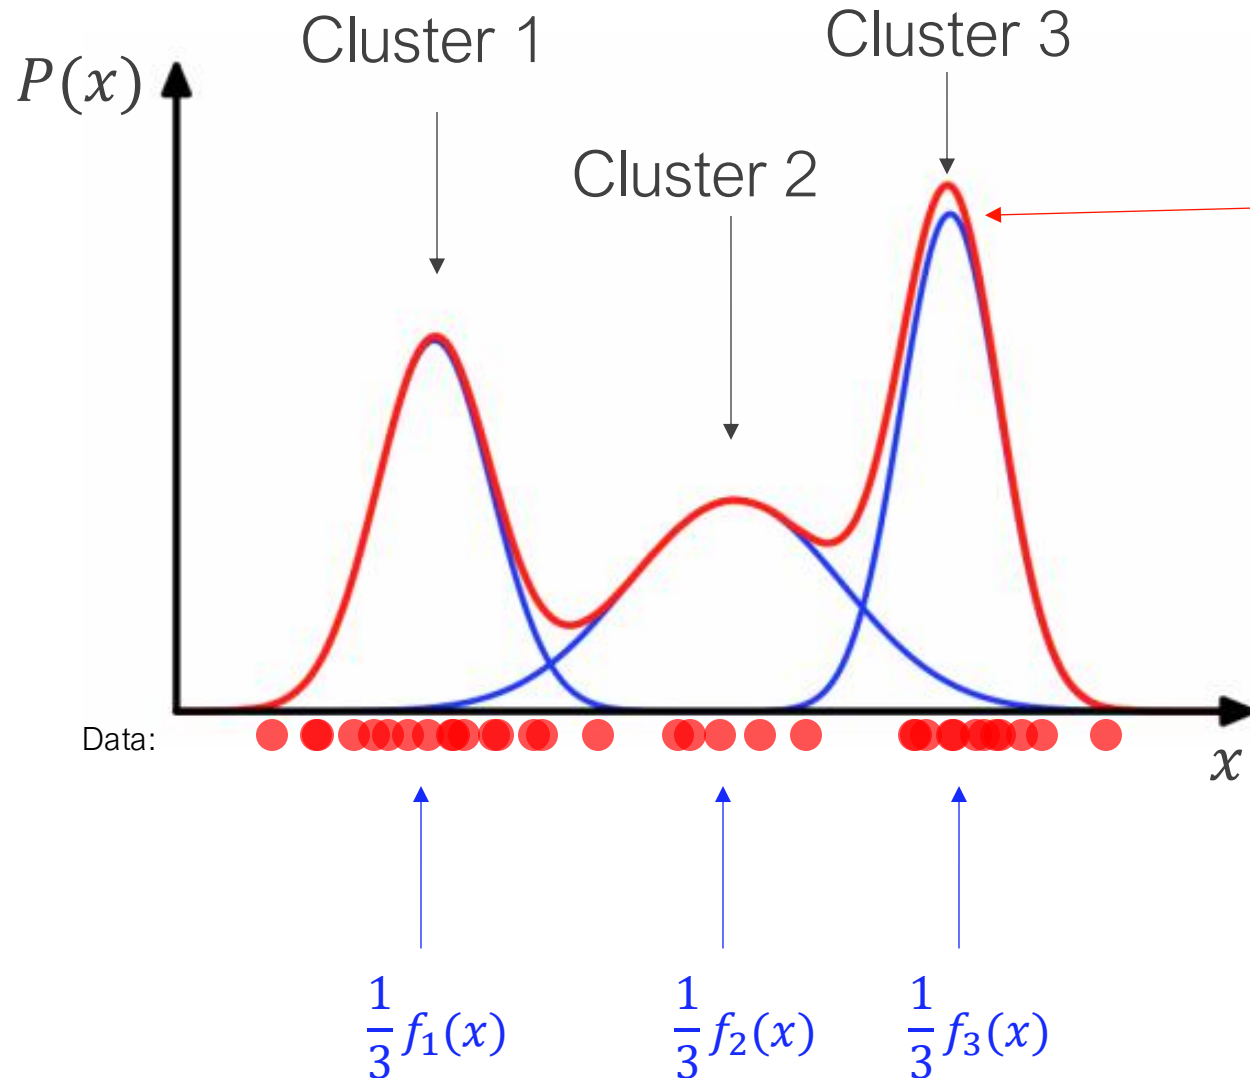 Cluster 1
Cluster 3
P(x)
Cluster 2
Data:
x
1/3 f₁(x)
1/3 f₂(x)
1/3 f₃(x)